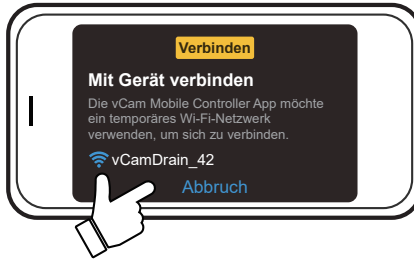 Verbinden
Mit Gerät verbinden
Die vCam Mobile Controller App möchte
ein temporäres Wi-Fi-Netzwerk
verwenden, um sich zu verbinden.
vCamDrain_42
Abbruch